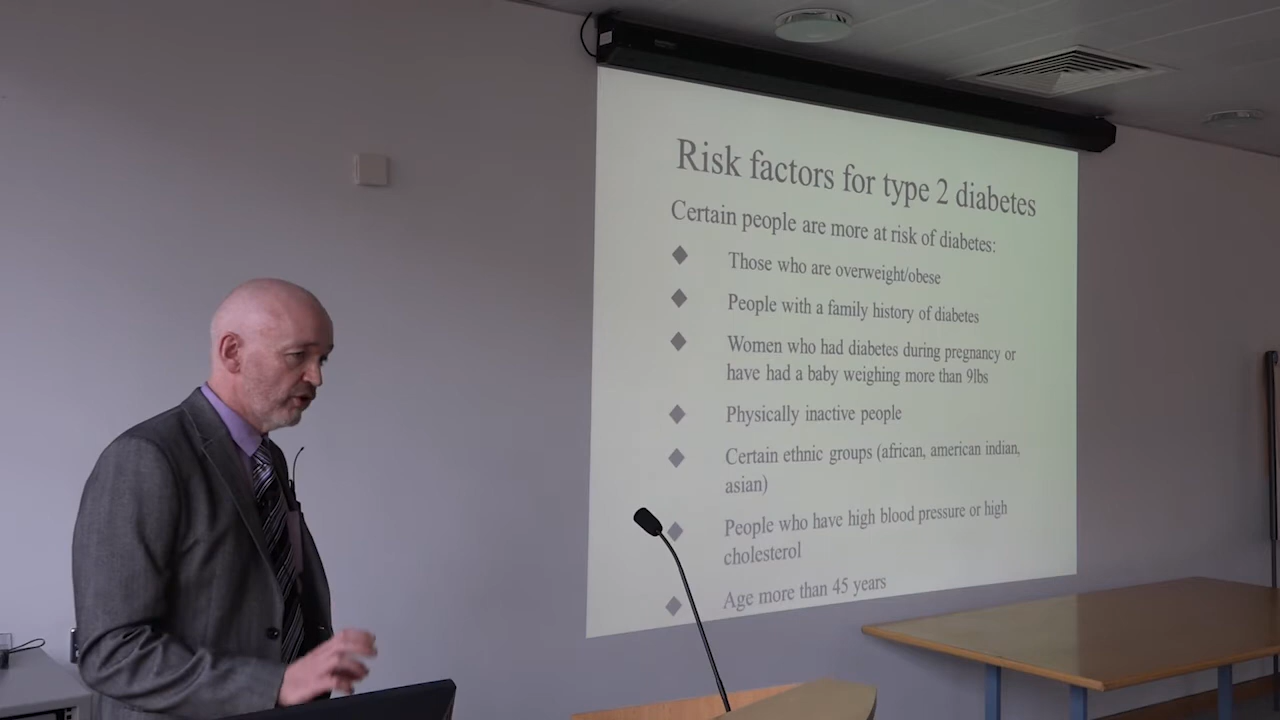 Risk factors for type 2 diabetes
Certain people are more at risk of diabetes:
Those who are overweight/obese
People with a family history of diabetes
Women who had diabetes during pregnancy or
have had a baby weighing more than 9lbs
Physically inactive people
Certain ethnic groups (african, american indian,
asian)
People who have high blood pressure or high
cholesterol
Age more than 45 years